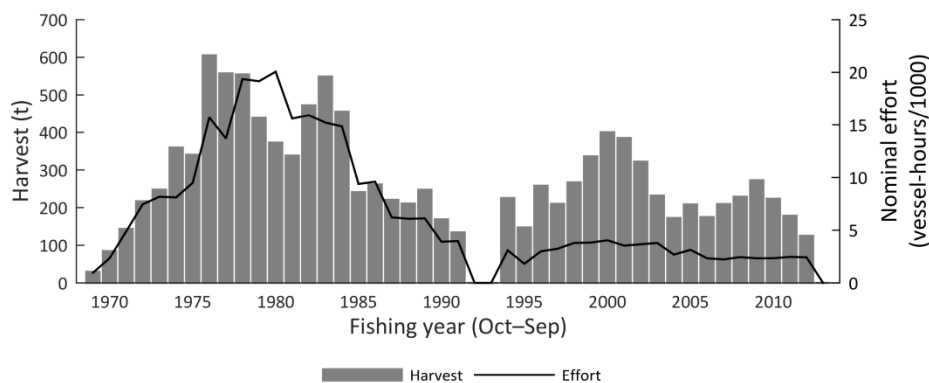 700
600
500
400
300
200
100
0
Harvest (t)
25
20
15
10
5
0
Nominal effort
(vessel-hours/1000)
1970 1975 1980 1985 1990 1995 2000 2005 2010
Fishing year (Oct–Sep)
Harvest Effort